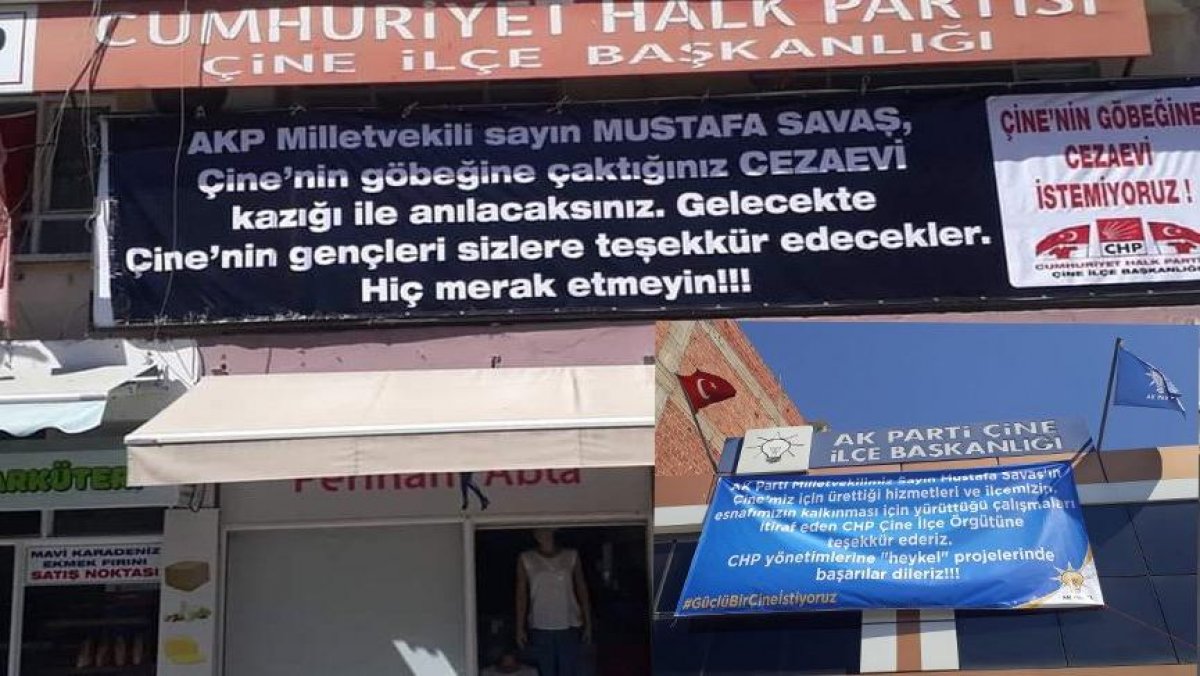 CUMHURİYET HALK PARTİSİ
ÇİNE İLÇE BAŞKANLIĞI
AKP Milletvekili sayın MUSTAFA SAVAŞ,
Çine'nin göbeğine çaktığınız CEZAEVİ
kazığı ile anılacaksınız. Gelecekte
Çine'nin gençleri sizlere teşekkür edecekler.
Hiç merak etmeyin!!!
ÇİNE'NİN GÖBEĞİNE
CEZAEVİ
İSTEMİYORUZ !
CHP
CUMHURİYET HALK PARTİ
ÇİNE İLÇE BAŞKANLIĞI
ARKÜTERİ
MAVİ KARADENİZ
EKMEK FIRINI
SATIŞ NOKTASI
Perihan Abla
AK PARTİ ÇİNE
İLÇE BAŞKANLIĞI
AK Parti Milletvekilimiz Sayın Mustafa Savaş'ın
Çine'miz için ürettiği hizmetleri ve ilçemizin,
esnafımızın kalkınması için yürüttüğü çalışmaları
itiraf eden CHP Çine İlçe Örgütüne
teşekkür ederiz.
CHP yönetimlerine "heykel" projelerinde
başarılar dileriz!!!
#GüçlüBirÇineİstiyoruz